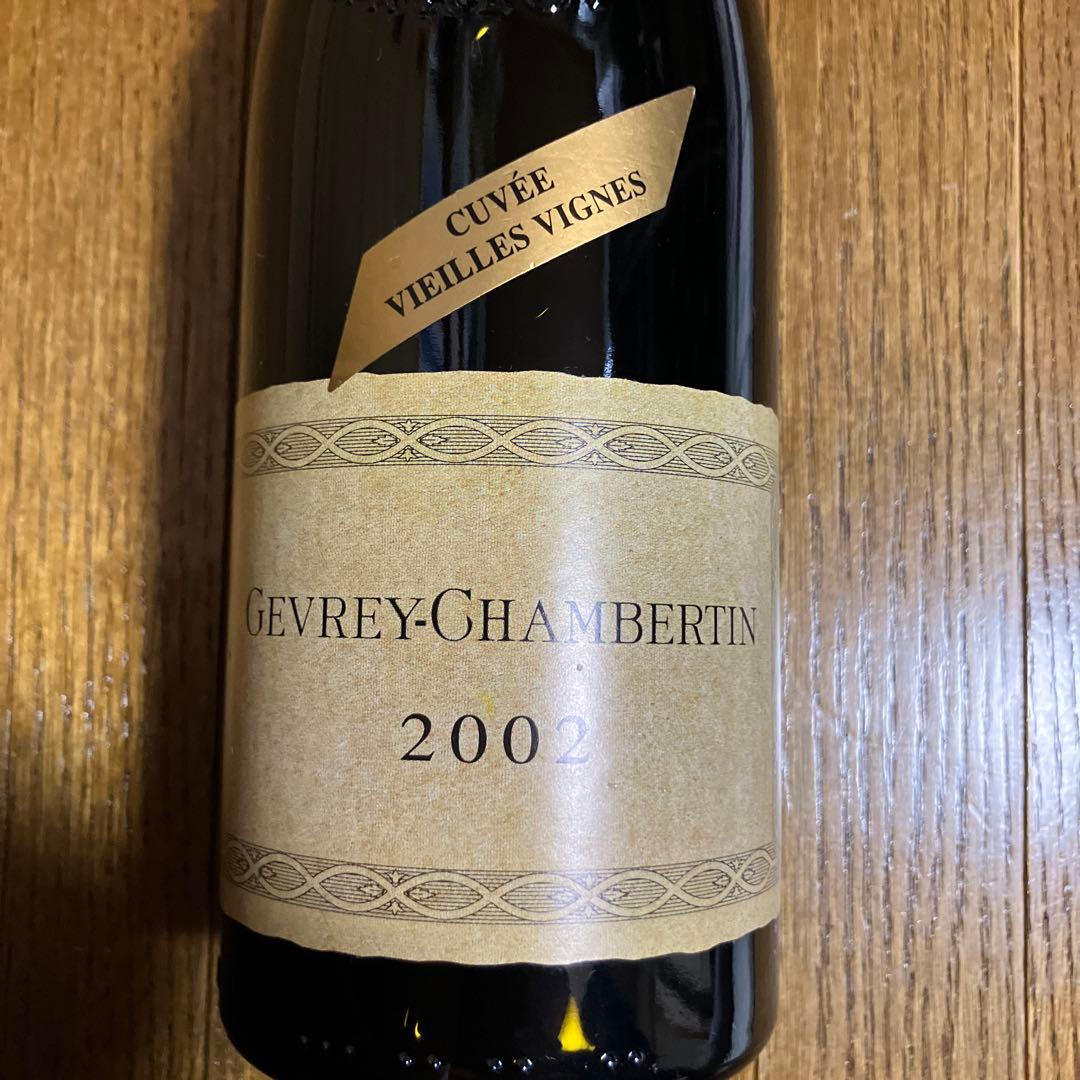 CUVÉE
VIEILLES VIGNES
GEVREY-CHAMBERTIN
2002